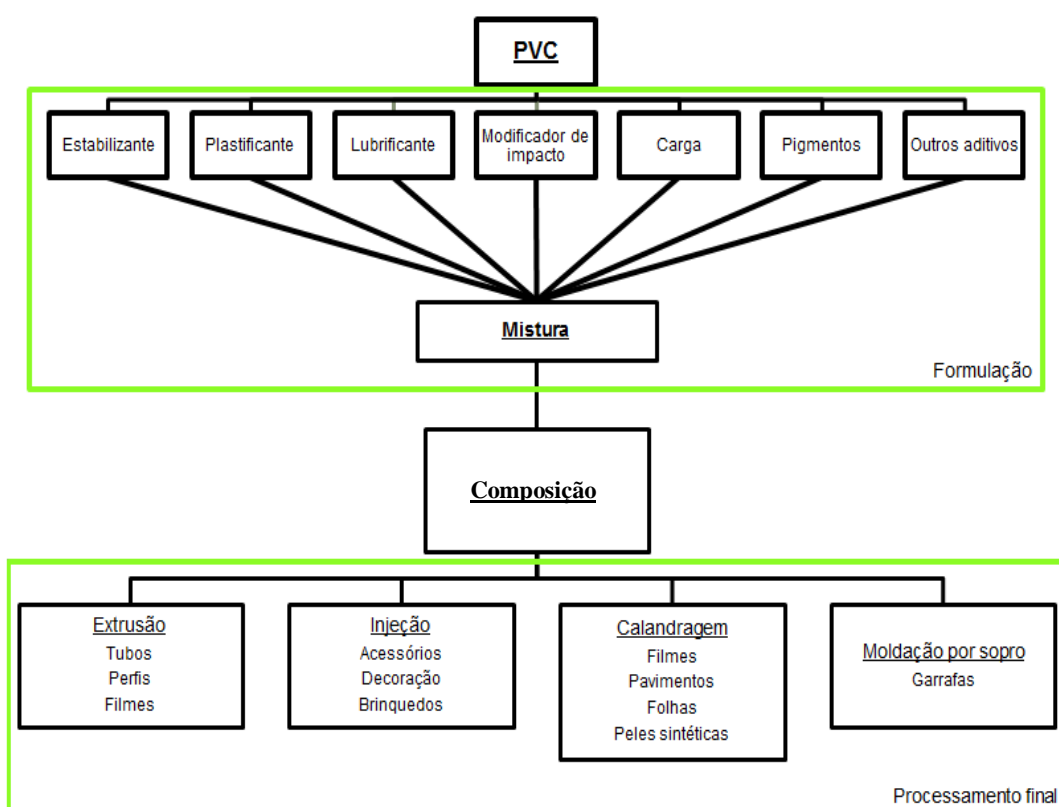 PVC
Estabilizante
Plastificante
Lubrificante
Modificador de
impacto
Carga
Pigmentos
Outros aditivos
Mistura
Formulação
Composição
Extrusão
Tubos
Perfis
Filmes
Injeção
Acessórios
Decoração
Brinquedos
Calandragem
Filmes
Pavimentos
Folhas
Peles sintéticas
Moldação por sopro
Garrafas
Processamento final